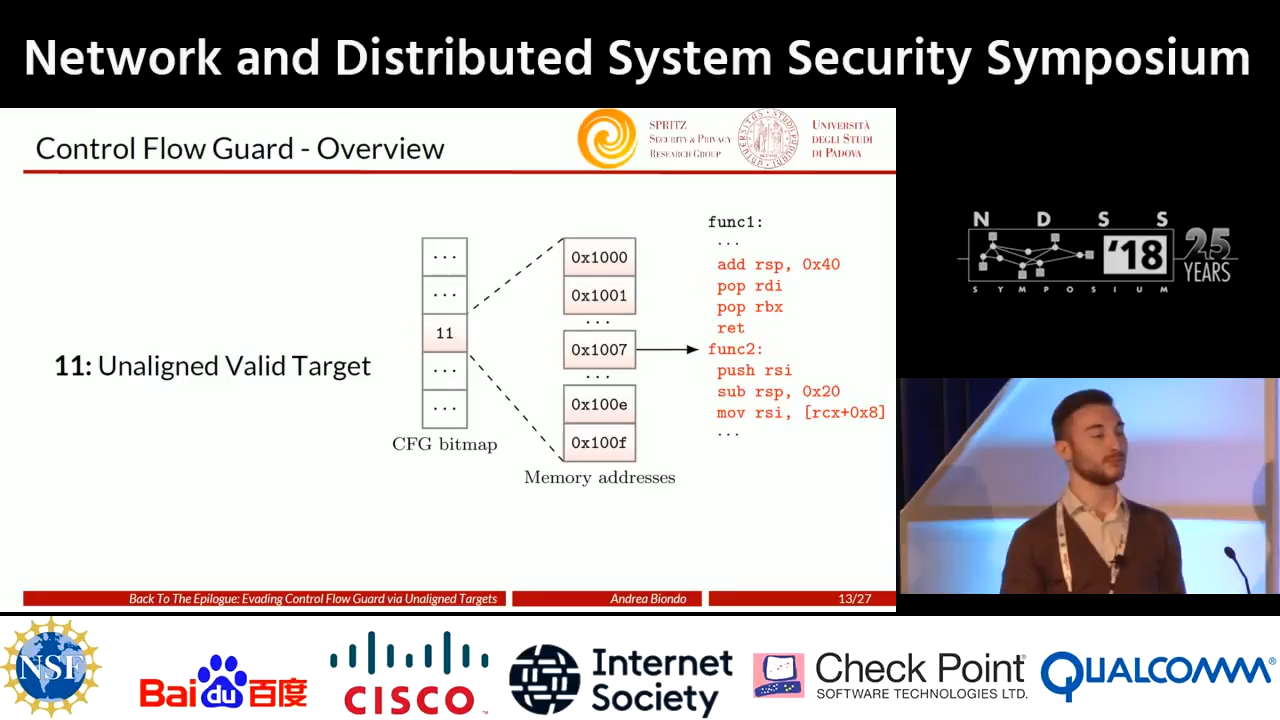 Network and Distributed System Security Symposium
Control Flow Guard - Overview
SPRITZ
SECURITY & PRIVACY
RESEARCH GROUP
UNIVERSITÀ
DEGLI STUDI
DI PADOVA
11: Unaligned Valid Target
...
...
11
...
...
CFG bitmap
0x1000
0x1001
...
0x1007
...
0x100e
0x100f
Memory addresses
func1:
...
add rsp, 0x40
pop rdi
pop rbx
ret
func2:
push rsi
sub rsp, 0x20
mov rsi, [rcx+0x8]
...
Back To The Epilogue: Evading Control Flow Guard via Unaligned Targets
Andrea Biondo
13/27
N D S S
'18
25
YEARS
SYMPOSIUM
NSF
Baidu百度
CISCO
Internet
Society
Check Point
SOFTWARE TECHNOLOGIES LTD.
QUALCOMM